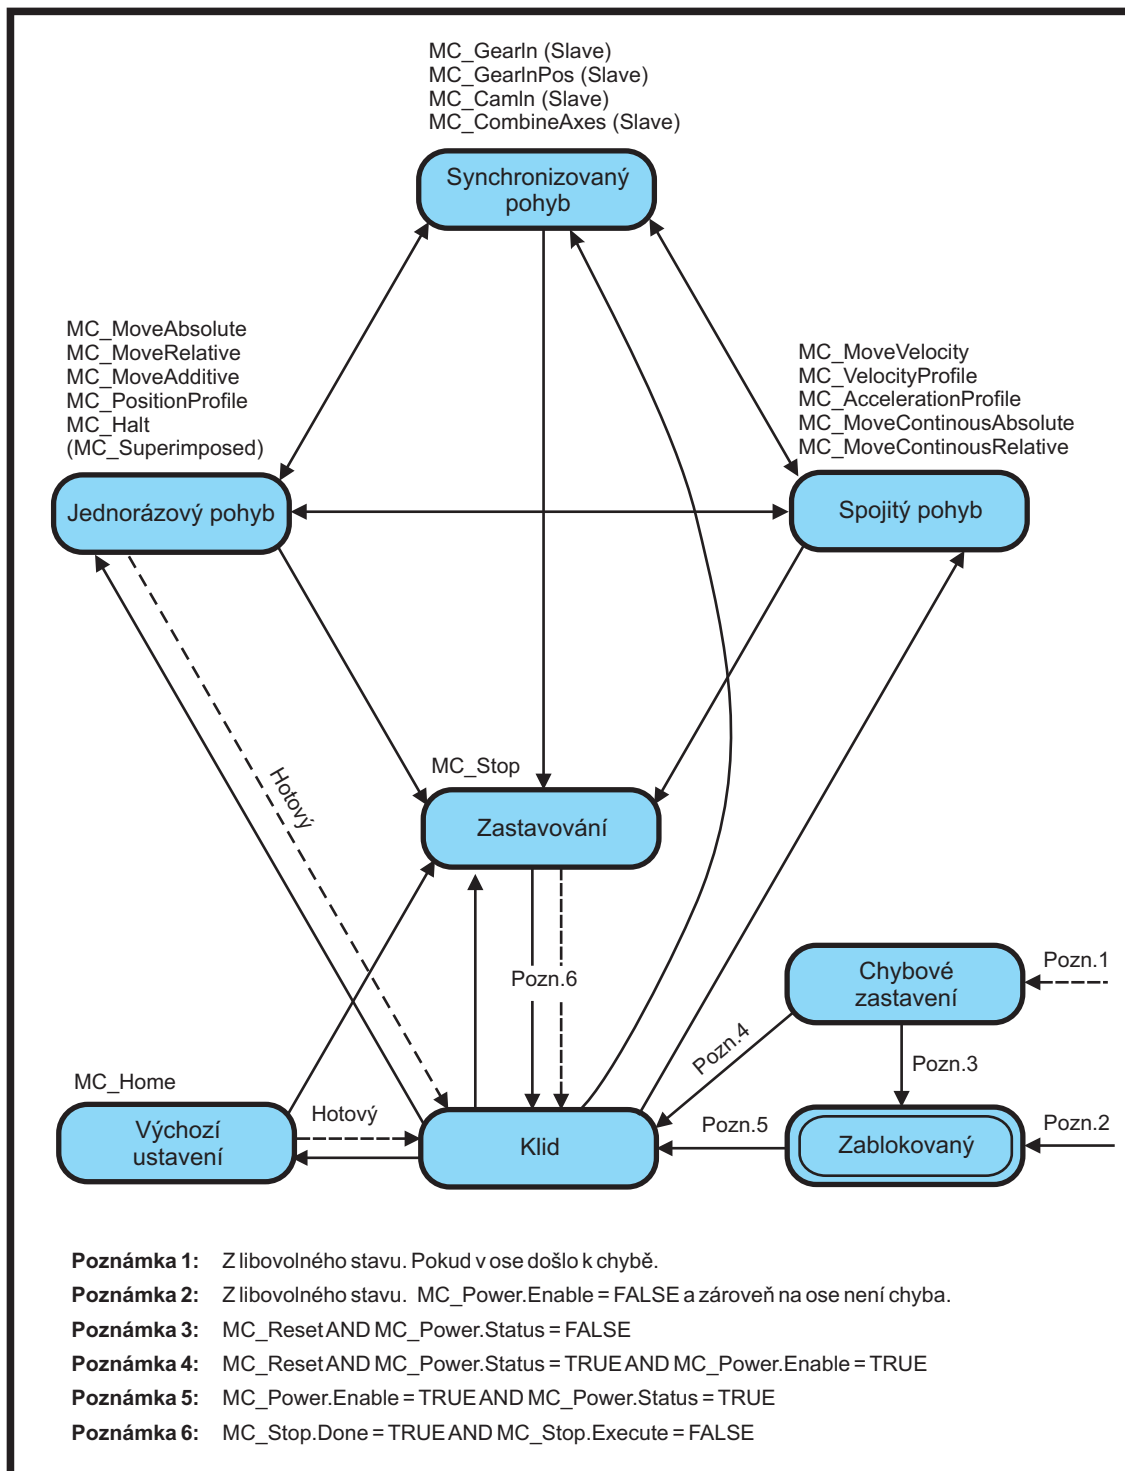 MC_GearIn (Slave)
MC_GearInPos (Slave)
MC_CamIn (Slave)
MC_CombineAxes (Slave)
Synchronizovaný
pohyb
MC_MoveAbsolute
MC_MoveRelative
MC_MoveAdditive
MC_PositionProfile
MC_Halt
(MC_Superimposed)
MC_MoveVelocity
MC_VelocityProfile
MC_AccelerationProfile
MC_MoveContinousAbsolute
MC_MoveContinousRelative
Jednorázový pohyb
Spojitý pohyb
Hotový
MC_Stop
Zastavování
Pozn.6
Chybové
zastavení
Pozn.1
Pozn.4
Pozn.3
MC_Home
Výchozí
ustavení
Hotový
Klid
Pozn.5
Zablokovaný
Pozn.2
Poznámka 1: Z libovolného stavu. Pokud v ose došlo k chybě.
Poznámka 2: Z libovolného stavu. MC_Power.Enable = FALSE a zároveň na ose není chyba.
Poznámka 3: MC_Reset AND MC_Power.Status = FALSE
Poznámka 4: MC_Reset AND MC_Power.Status = TRUE AND MC_Power.Enable = TRUE
Poznámka 5: MC_Power.Enable = TRUE AND MC_Power.Status = TRUE
Poznámka 6: MC_Stop.Done = TRUE AND MC_Stop.Execute = FALSE